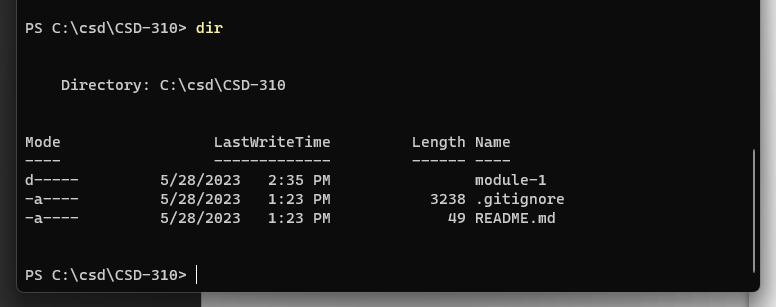 PS C:\csd\CSD-310> dir
Directory: C:\csd\CSD-310
Mode LastWriteTime Length Name
---- ------------- ------ ----
d----- 5/28/2023 2:35 PM module-1
-a---- 5/28/2023 1:23 PM 3238 .gitignore
-a---- 5/28/2023 1:23 PM 49 README.md
PS C:\csd\CSD-310>